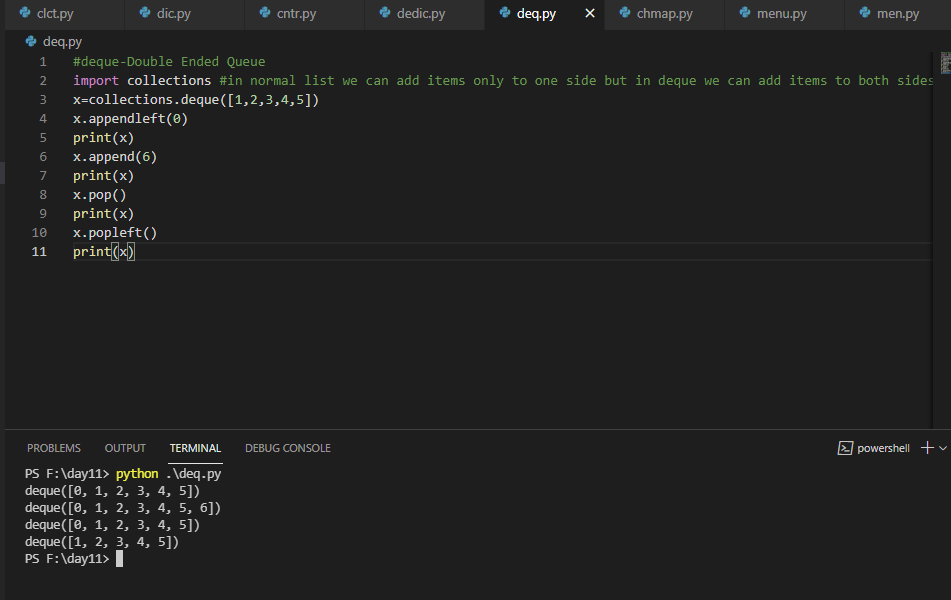 clct.py dic.py cntr.py dedic.py deq.py × chmap.py menu.py men.py
deq.py
1 #deque-Double Ended Queue
2 import collections #in normal list we can add items only to one side but in deque we can add items to both sides
3 x=collections.deque([1,2,3,4,5])
4 x.appendleft(0)
5 print(x)
6 x.append(6)
7 print(x)
8 x.pop()
9 print(x)
10 x.popleft()
11 print(x)
PROBLEMS OUTPUT TERMINAL DEBUG CONSOLE powershell
PS F:\day11> python .\deq.py
deque([0, 1, 2, 3, 4, 5])
deque([0, 1, 2, 3, 4, 5, 6])
deque([0, 1, 2, 3, 4, 5])
deque([1, 2, 3, 4, 5])
PS F:\day11>